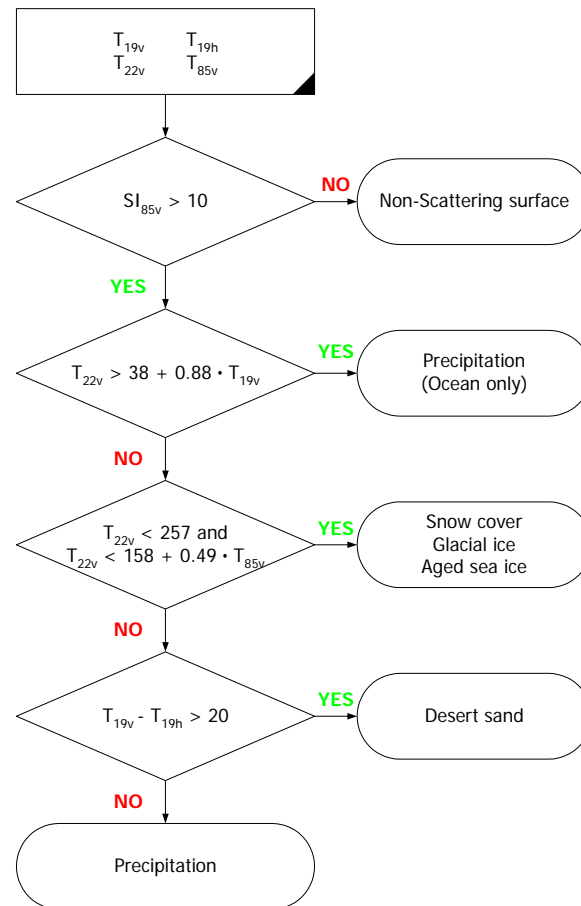 T19v T19h
T22v T85v
SI85v > 10
NO
Non-Scattering surface
YES
T22v > 38 + 0.88 · T19v
YES
Precipitation
(Ocean only)
NO
T22v < 257 and
T22v < 158 + 0.49 · T85v
YES
Snow cover
Glacial ice
Aged sea ice
NO
T19v - T19h > 20
YES
Desert sand
NO
Precipitation